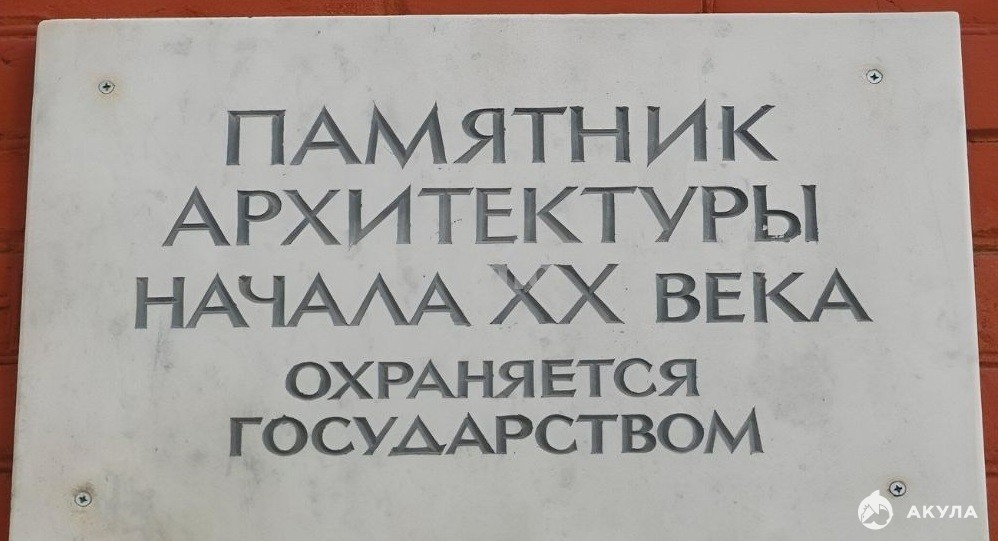 ПАМЯТНИК
АРХИТЕКТУРЫ
НАЧАЛА XX ВЕКА
ОХРАНЯЕТСЯ
ГОСУДАРСТВОМ
АКУЛА